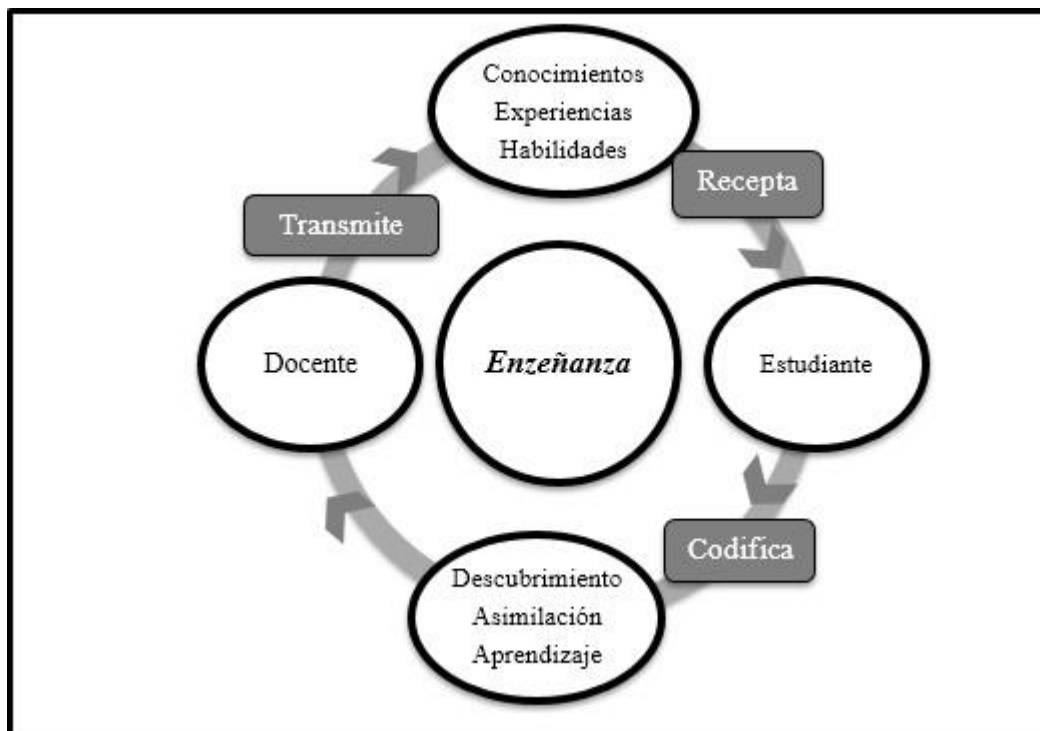 Conocimientos
Experiencias
Habilidades
Recepta
Transmite
Docente
Enzeñanza
Estudiante
Codifica
Descubrimiento
Asimilación
Aprendizaje